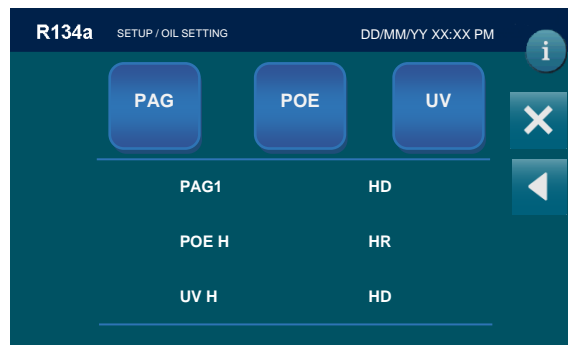 R134a SETUP / OIL SETTING DD/MM/YY XX:XX PM
i
PAG POE UV
PAG1 HD
POE H HR
UV H HD